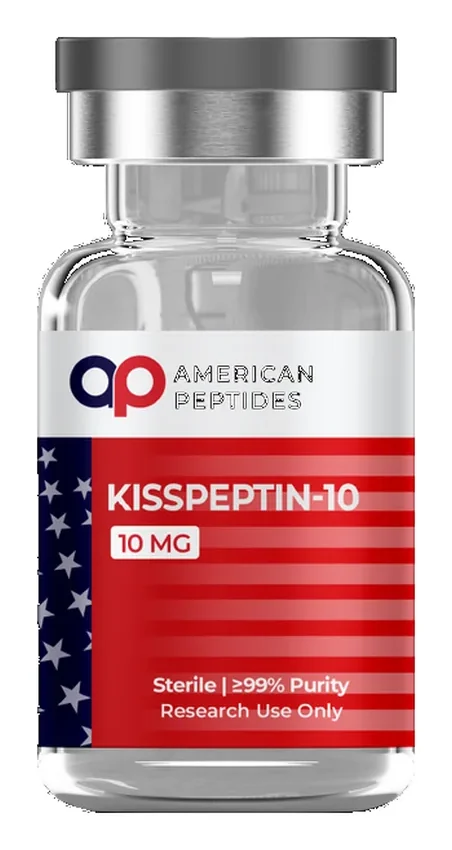 ap AMERICAN
PEPTIDES
KISSPEPTIN-10
10 MG
Sterile | ≥99% Purity
Research Use Only